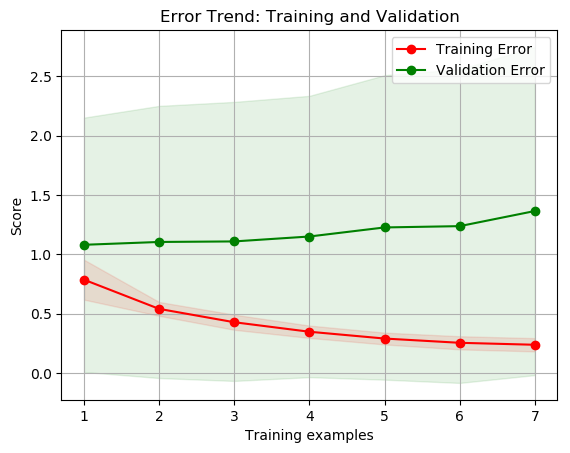 Error Trend: Training and Validation
Training Error
Validation Error
Score
2.5
2.0
1.5
1.0
0.5
0.0
1 2 3 4 5 6 7
Training examples